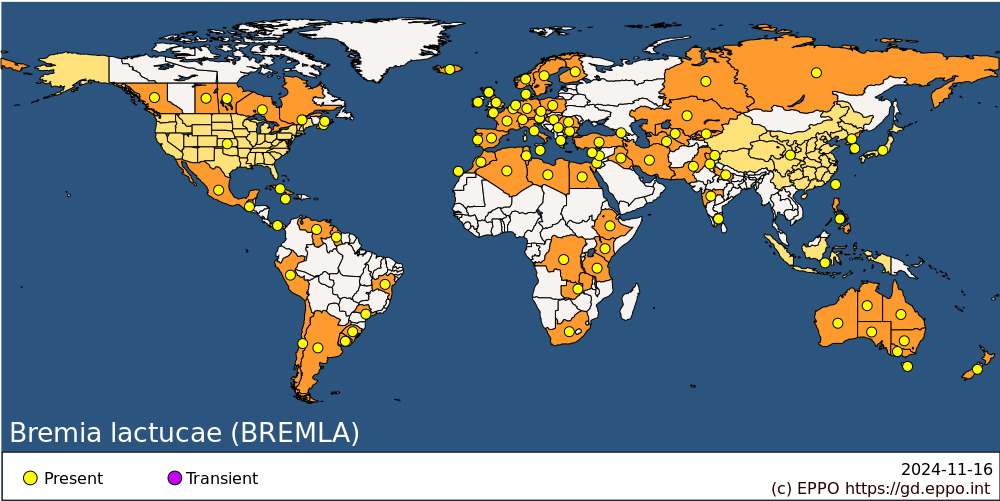 Bremia lactucae (BREMLA)
Present
Transient
2024-11-16
(c) EPPO https://gd.eppo.int